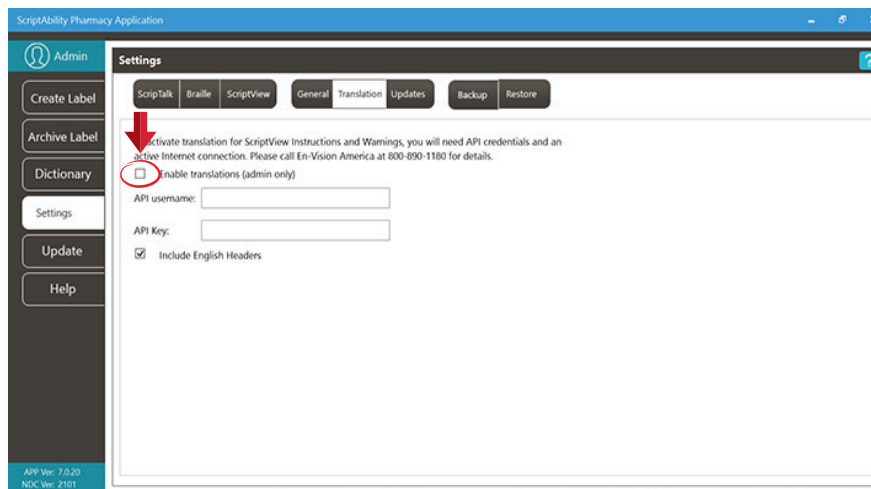 ScriptAbility Pharmacy Application
Admin
Settings
?
ScripTalk Braille ScriptView General Translation Updates Backup Restore
Create Label
Archive Label
Dictionary
Settings
Update
Help
activate translation for ScriptView Instructions and Warnings, you will need API credentials and an
active Internet connection. Please call En-Vision America at 800-890-1180 for details.
Enable translations (admin only)
API username:
API Key:
Include English Headers
APP Ver: 7.0.20
NDC Ver: 2101